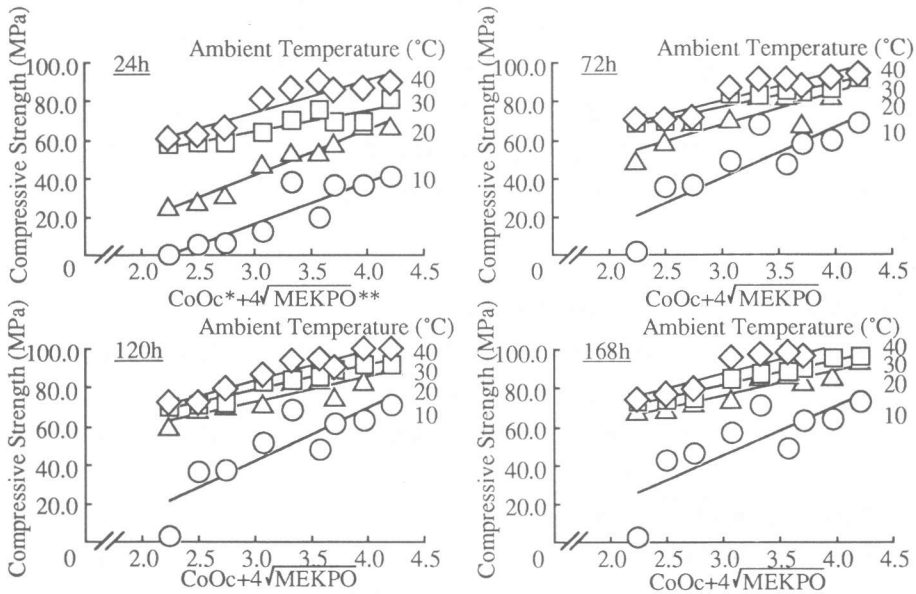 Ambient Temperature (°C)
24h
Compressive Strength (MPa)
100.0
80.0
60.0
40.0
20.0
0
40
30
20
10
2.0 2.5 3.0 3.5 4.0 4.5
CoOc*+4√MEKPO**
Ambient Temperature (°C)
72h
Compressive Strength (MPa)
100.0
80.0
60.0
40.0
20.0
0
40
30
20
10
2.0 2.5 3.0 3.5 4.0 4.5
CoOc+4√MEKPO
Ambient Temperature (°C)
120h
Compressive Strength (MPa)
100.0
80.0
60.0
40.0
20.0
0
40
30
20
10
2.0 2.5 3.0 3.5 4.0 4.5
CoOc+4√MEKPO
Ambient Temperature (°C)
168h
Compressive Strength (MPa)
100.0
80.0
60.0
40.0
20.0
0
40
30
20
10
2.0 2.5 3.0 3.5 4.0 4.5
CoOc+4√MEKPO